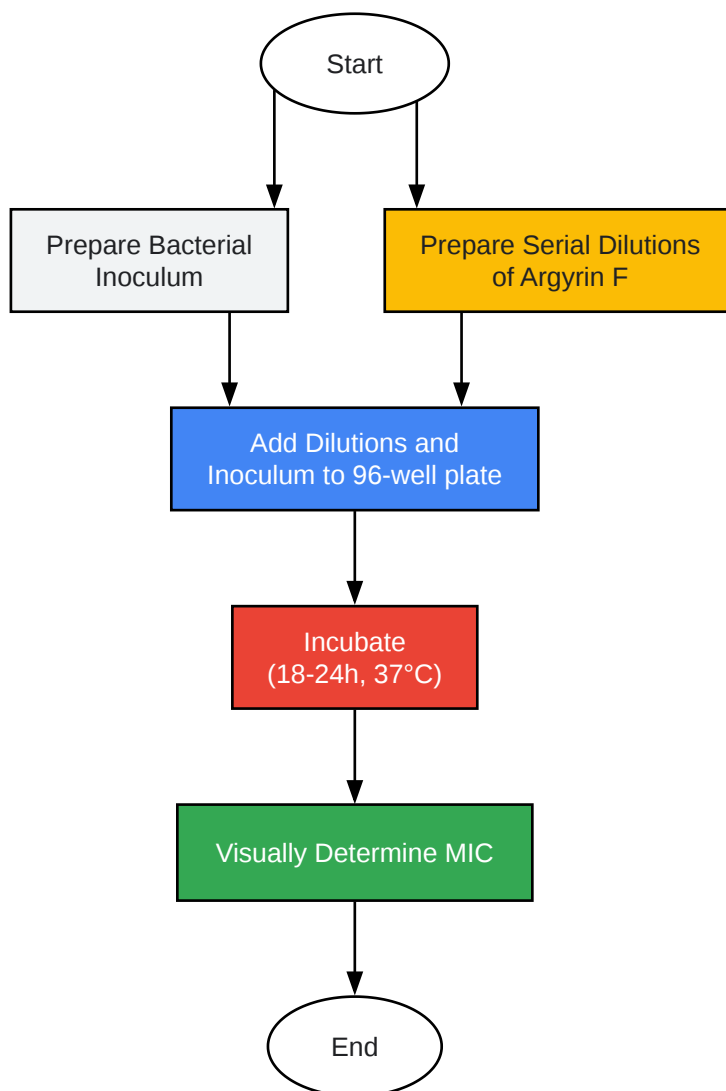 Start
Prepare Bacterial
Inoculum
Prepare Serial Dilutions
of Argyrin F
Add Dilutions and
Inoculum to 96-well plate
Incubate
(18-24h, 37°C)
Visually Determine MIC
End